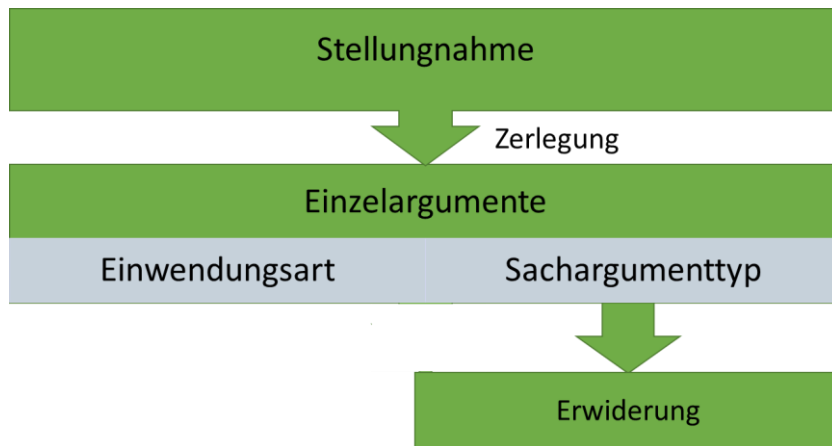 Stellungnahme
Zerlegung
Einzelargumente
Einwendungsart
Sachargumenttyp
Erwiderung